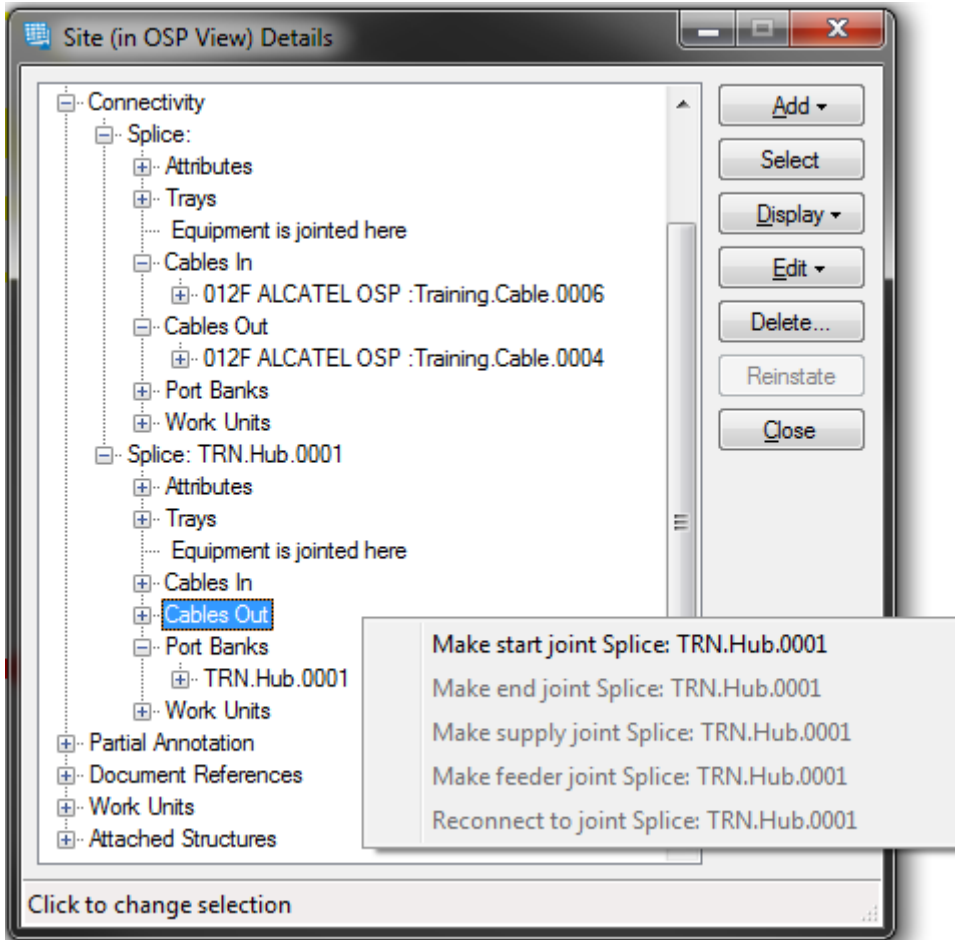 Site (in OSP View) Details
Connectivity
Splice:
Attributes
Trays
Equipment is jointed here
Cables In
012F ALCATEL OSP :Training.Cable.0006
Cables Out
012F ALCATEL OSP :Training.Cable.0004
Port Banks
Work Units
Splice: TRN.Hub.0001
Attributes
Trays
Equipment is jointed here
Cables In
Cables Out
Port Banks
TRN.Hub.0001
Work Units
Partial Annotation
Document References
Work Units
Attached Structures
Add
Select
Display
Edit
Delete...
Reinstate
Close
Make start joint Splice: TRN.Hub.0001
Make end joint Splice: TRN.Hub.0001
Make supply joint Splice: TRN.Hub.0001
Make feeder joint Splice: TRN.Hub.0001
Reconnect to joint Splice: TRN.Hub.0001
Click to change selection